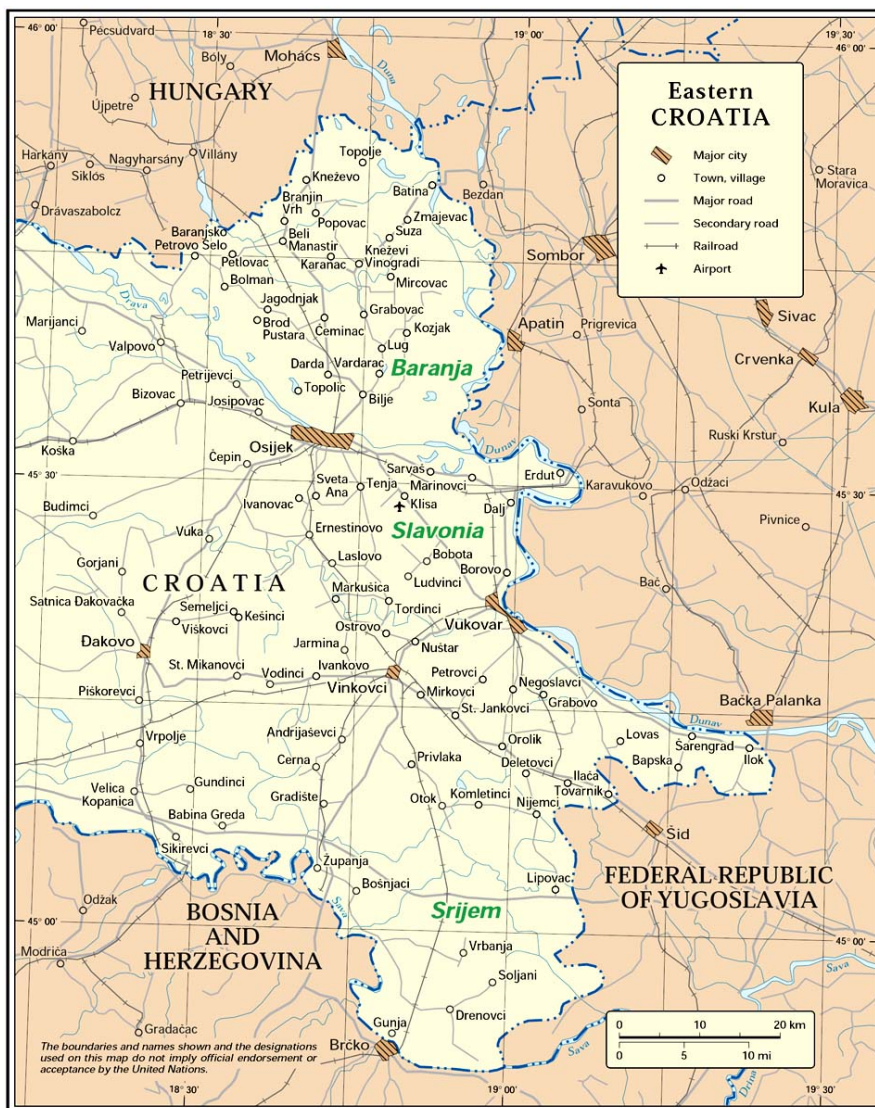 46° 00'
18° 30'
19° 00'
19° 30'
46° 00'
Pécsudvard
Bóly
Mohács
Duna
HUNGARY
Újpetre
Eastern
CROATIA
Major city
Town, village
Major road
Secondary road
Railroad
Airport
Harkány
Siklós
Nagyharsány
Villány
Topolje
Kneževo
Batina
Bezdan
Stara
Moravica
Drávaszabolcz
Branjin
Vrh
Popovac
Zmajevac
Suza
Baranjsko
Petrovo Selo
Beli
Manastir
Petlovac
Karanac
Kneževi
Vinogradi
Sombor
Bolman
Mircovac
Drava
Jagodnjak
Grabovac
Sivac
Marijanci
Brod
Pustara
Čeminac
Kozjak
Apatin
Prigrevica
Valpovo
Lug
Crvenka
Darda
Vardarac
Baranja
Petrijevci
Topolic
Bilje
Bizovac
Josipovac
Sonta
Kula
Koška
Osijek
Dunav
Ruski Krstur
Čepin
Sarvaš
Erdut
45° 30'
Sveta
Ana
Tenja
Marinovci
Karavukovo
Odžaci
45° 30'
Ivanovac
Klisa
Dalj
Budimci
Pivnice
Vuka
Ernestinovo
Slavonia
Gorjani
Laslovo
Bobota
Borovo
CROATIA
Ludvinci
Bač
Satnica Đakovačka
Semeljci
Kešinci
Markušica
Tordinci
Viškovci
Ostrovo
Vukovar
Đakovo
Jarmina
Nuštar
St. Mikanovci
Vodinci
Ivankovo
Petrovci
Negoslavci
Vinkovci
Mirkovci
Grabovo
Bačka Palanka
Piškorevci
St. Jankovci
Dunav
Vrpolje
Andrijaševci
Orolik
Lovas
Šarengrad
Cerna
Privlaka
Deletovci
Bapska
Ilok
Velica
Kopanica
Gundinci
Ilača
Tovarnik
Gradište
Otok
Komletinci
Nijemci
Babina Greda
Šid
Sikirevci
Županja
Lipovac
FEDERAL REPUBLIC
OF YUGOSLAVIA
Bošnjaci
Odžak
Sava
BOSNIA
AND
HERZEGOVINA
Srijem
45° 00'
45° 00'
Modriča
Vrbanja
Sava
Soljani
Drenovci
Gunja
Gradačac
Brčko
Sava
Drina
0 10 20 km
0 5 10 mi
The boundaries and names shown and the designations
used on this map do not imply official endorsement or
acceptance by the United Nations.
18° 30'
19° 00'
19° 30'